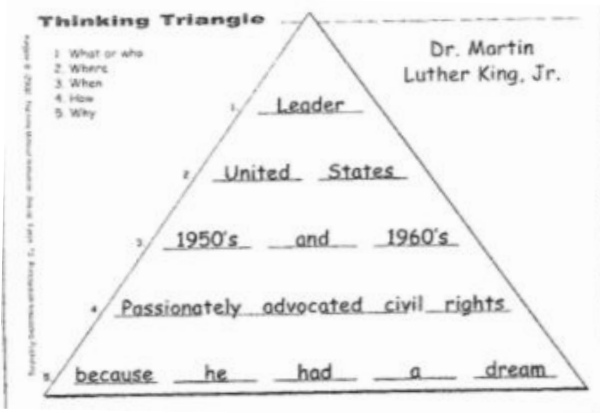 Thinking Triangle
Dr. Martin
Luther King, Jr.
1. What or who
2. Where
3. When
4. How
5. Why
1. Leader
2. United States
3. 1950's and 1960's
4. Passionately advocated civil rights
5. because he had a dream